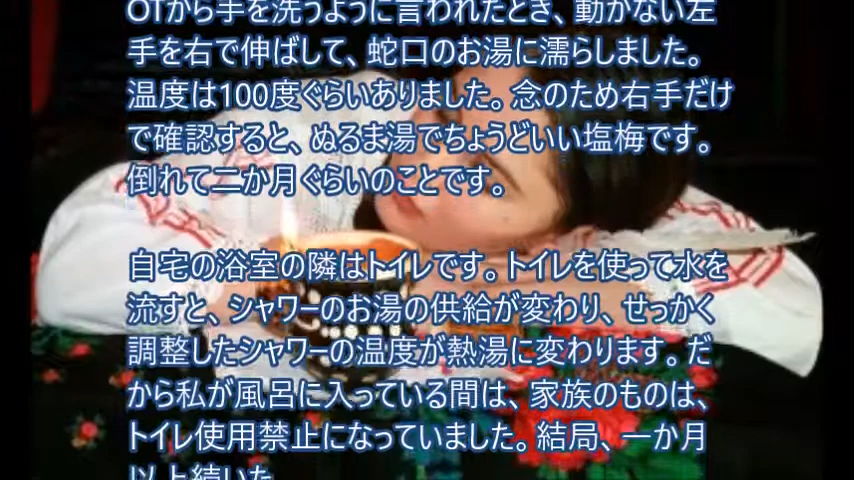 OTから手を洗うように言われたとき、動かない左
手を右で伸ばして、蛇口のお湯に濡らしました。
温度は100度ぐらいありました。念のため右手だけ
で確認すると、ぬるま湯でちょうどいい塩梅です。
倒れて二か月ぐらいのことです。
自宅の浴室の隣はトイレです。トイレを使って水を
流すと、シャワーのお湯の供給が変わり、せっかく
調整したシャワーの温度が熱湯に変わります。だ
から私が風呂に入っている間は、家族のものは、
トイレ使用禁止になっていました。結局、一か月
以上続いた